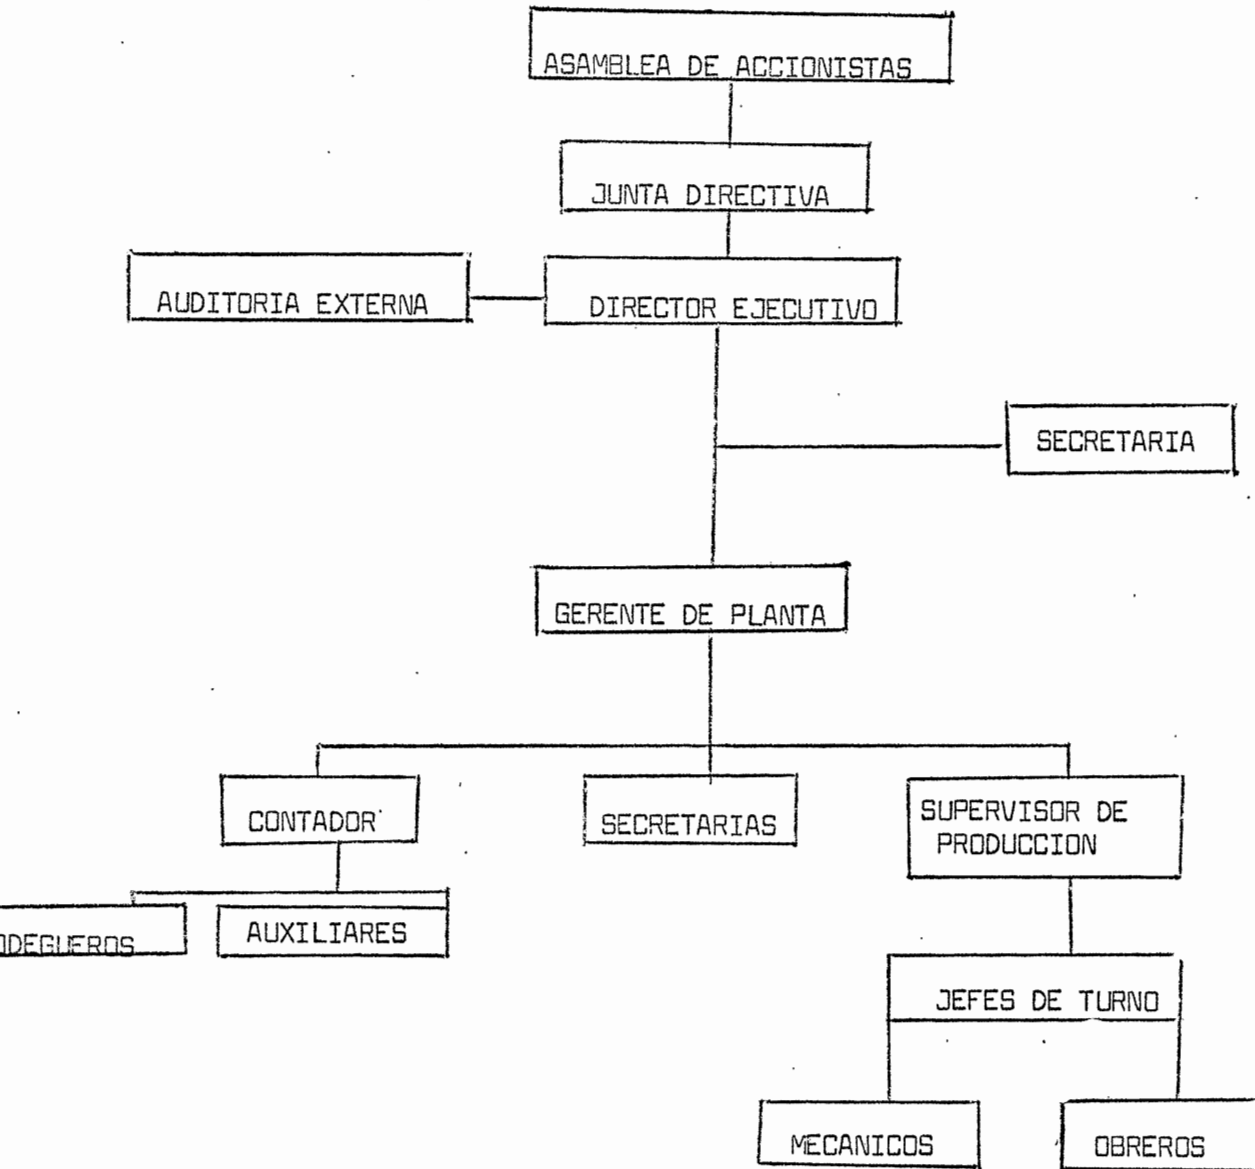 ASAMBLEA DE ACCIONISTAS
JUNTA DIRECTIVA
AUDITORIA EXTERNA
DIRECTOR EJECUTIVO
SECRETARIA
GERENTE DE PLANTA
CONTADOR
SECRETARIAS
SUPERVISOR DE
PRODUCCION
ODEGUEROS
AUXILIARES
JEFES DE TURNO
MECANICOS
OBREROS